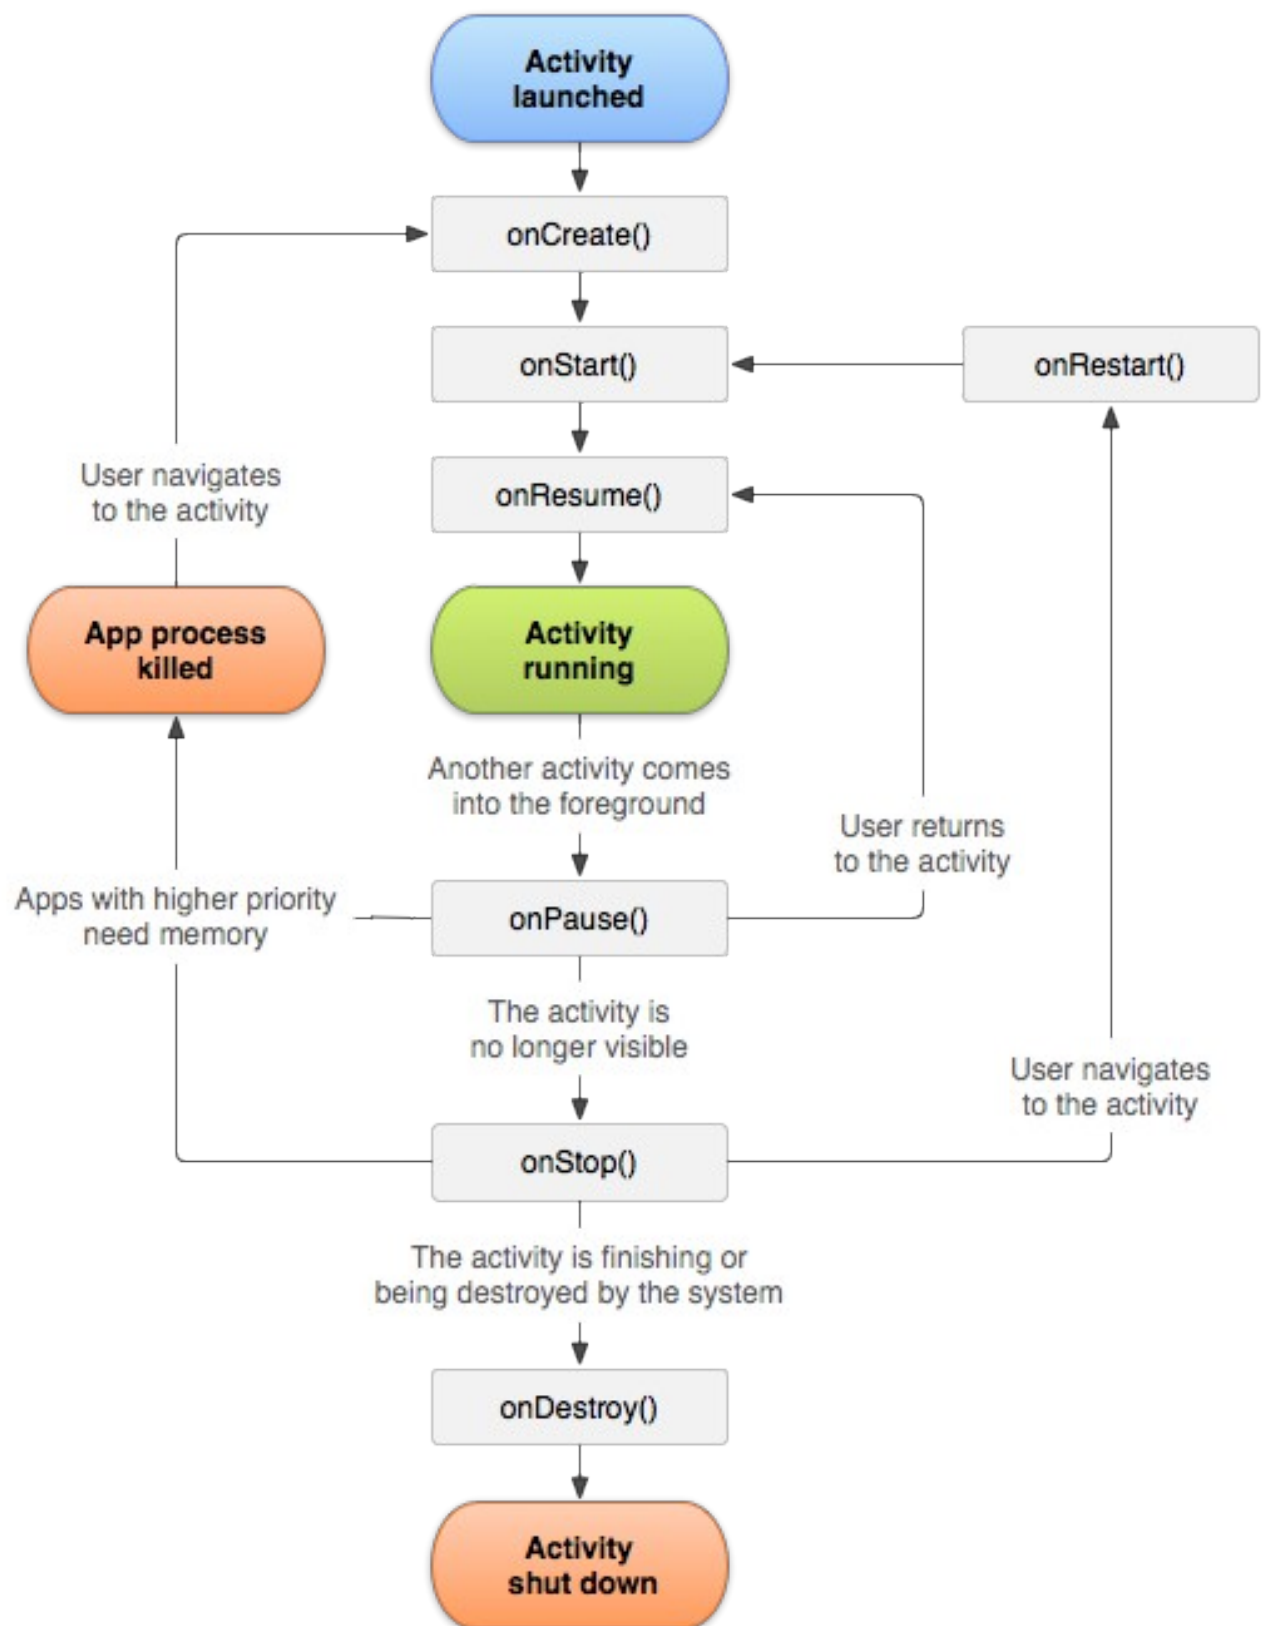 Activity
launched
onCreate()
onStart()
onRestart()
User navigates
to the activity
onResume()
App process
killed
Activity
running
Another activity comes
into the foreground
User returns
to the activity
Apps with higher priority
need memory
onPause()
The activity is
no longer visible
User navigates
to the activity
onStop()
The activity is finishing or
being destroyed by the system
onDestroy()
Activity
shut down